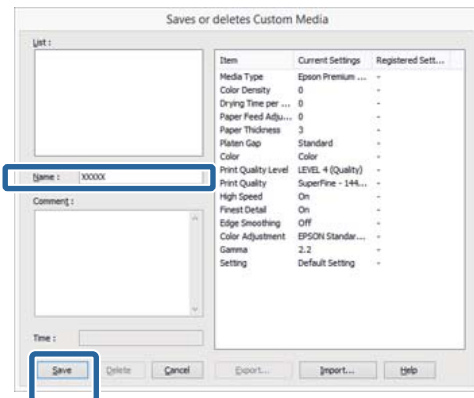 Saves or deletes Custom Media
List :
Item Current Settings Registered Sett...
Media Type Epson Premium ... -
Color Density 0 -
Drying Time per ... 0 -
Paper Feed Adju... 0 -
Paper Thickness 3 -
Platen Gap Standard -
Color Color -
Print Quality Level LEVEL 4 (Quality) -
Print Quality SuperFine - 144... -
High Speed On -
Finest Detail On -
Edge Smoothing Off -
Color Adjustment EPSON Standar... -
Gamma 2.2 -
Setting Default Setting -
Name : XXXXX
Comment :
Time :
Save Delete Cancel Export... Import... Help